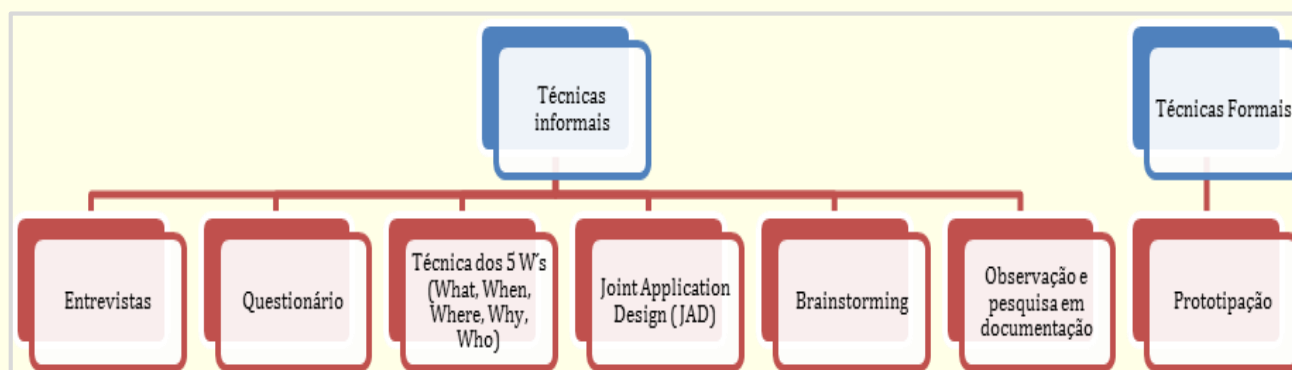 Técnicas
informais
Técnicas Formais
Entrevistas
Questionário
Técnica dos 5 W´s
(What, When,
Where, Why,
Who)
Joint Application
Design (JAD)
Brainstorming
Observação e
pesquisa em
documentação
Prototipação